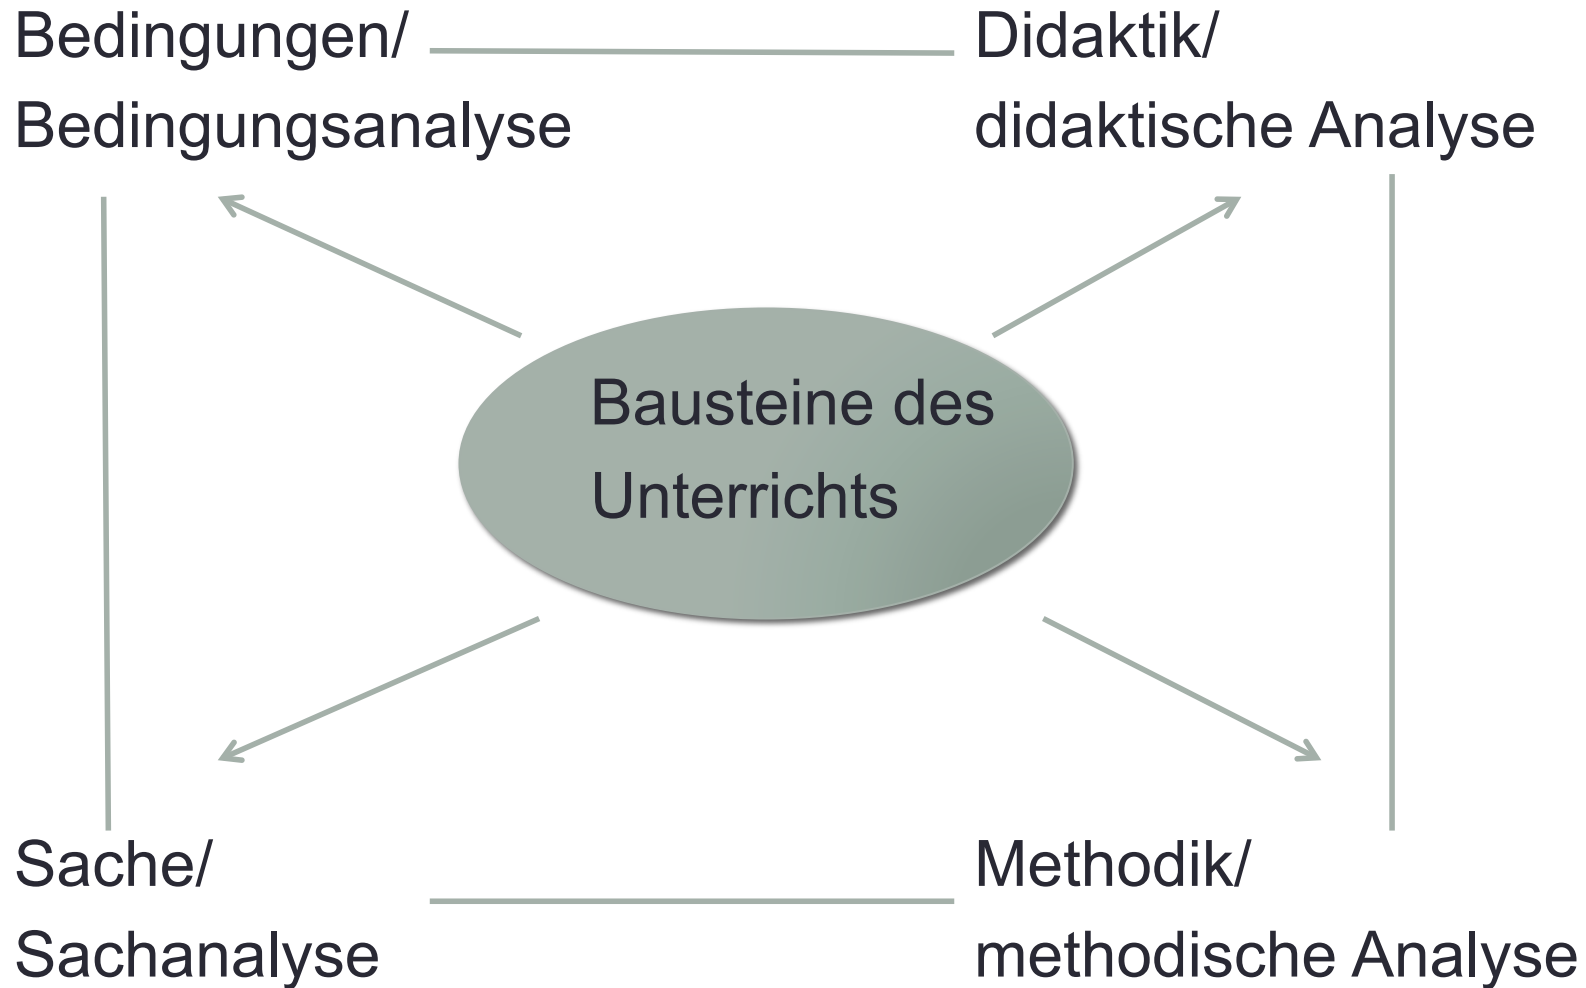 Bedingungen/
Bedingungsanalyse
Didaktik/
didaktische Analyse
Bausteine des
Unterrichts
Sache/
Sachanalyse
Methodik/
methodische Analyse